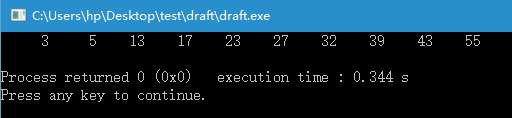 C:\Users\hp\Desktop\test\draft\draft.exe
3 5 13 17 23 27 32 39 43 55
Process returned 0 (0x0) execution time : 0.344 s
Press any key to continue.